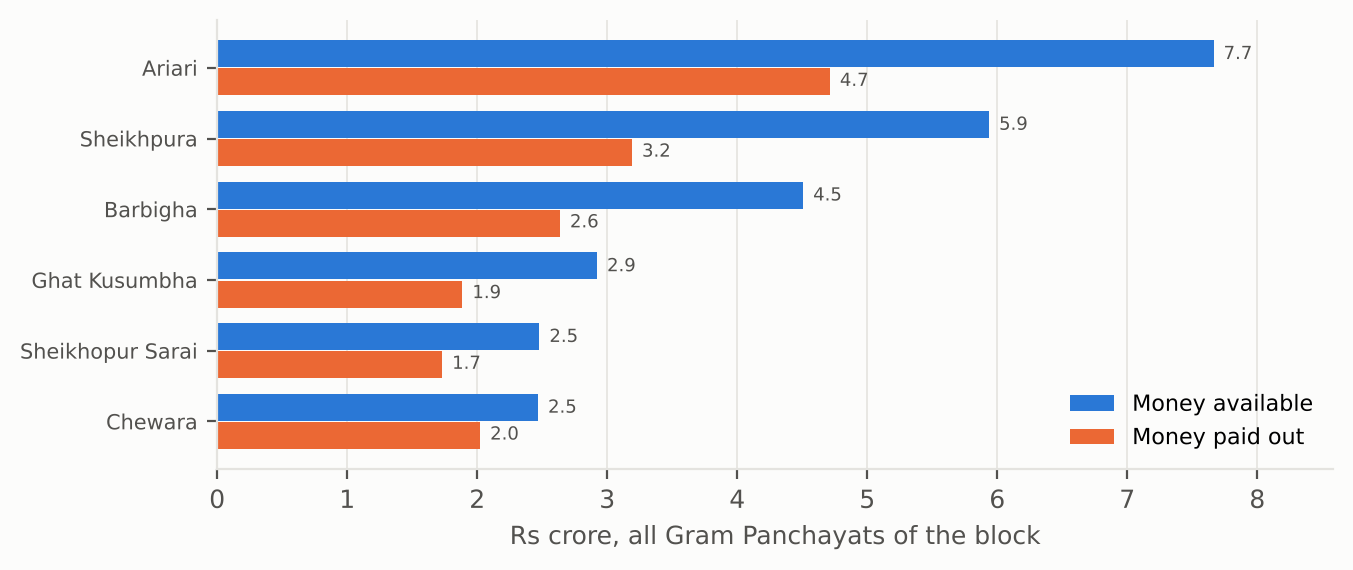 Ariari
7.7
4.7
Sheikhpura
5.9
3.2
Barbigha
4.5
2.6
Ghat Kusumbha
2.9
1.9
Sheikhopur Sarai
2.5
1.7
Chewara
2.5
2.0
Money available
Money paid out
0 1 2 3 4 5 6 7 8
Rs crore, all Gram Panchayats of the block